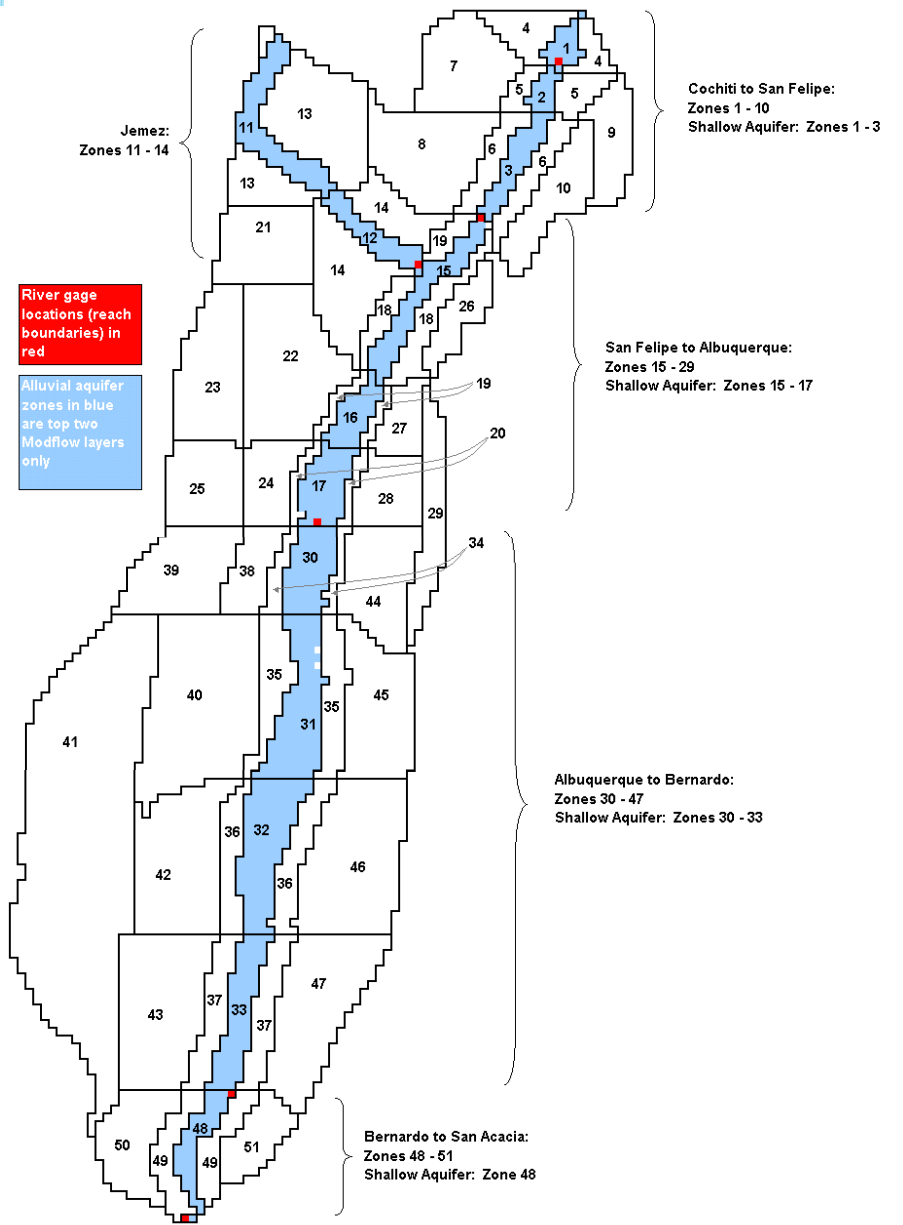 4
1
4
7
5
5
2
13
Cochiti to San Felipe:
Zones 1 - 10
Shallow Aquifer:  Zones 1 - 3
11
Jemez:
Zones 11 - 14
8
6
9
6
3
13
10
14
21
12
19
14
15
River gage
locations (reach
boundaries) in
red
18
26
18
22
San Felipe to Albuquerque:
Zones 15 - 29
Shallow Aquifer:  Zones 15 - 17
23
19
Alluvial aquifer
zones in blue
are top two
Modflow layers
only
16
27
20
25
24
17
28
29
30
34
39
38
44
35
40
45
35
31
41
Albuquerque to Bernardo:
Zones 30 - 47
Shallow Aquifer:  Zones 30 - 33
36
32
42
46
36
47
37
33
43
37
48
50
51
49
49
Bernardo to San Acacia:
Zones 48 - 51
Shallow Aquifer:  Zone 48